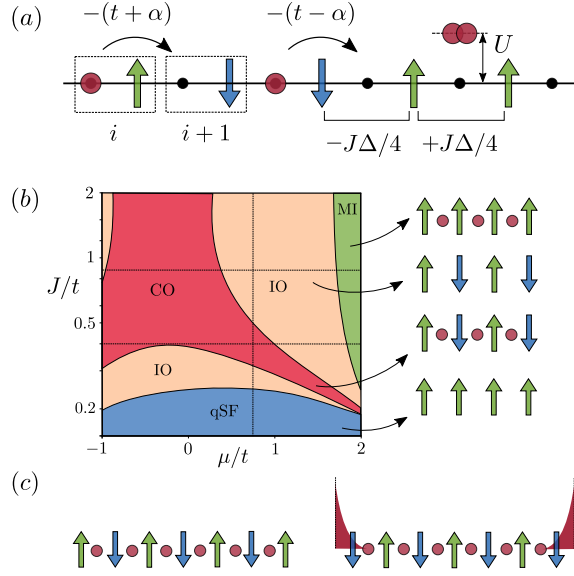 (a)
−(t + α)
−(t − α)
U
i
i + 1
−JΔ/4
+JΔ/4
(b)
2
1
0.5
0.2
J/t
CO
IO
MI
IO
qSF
−1
0
1
2
μ/t
(c)